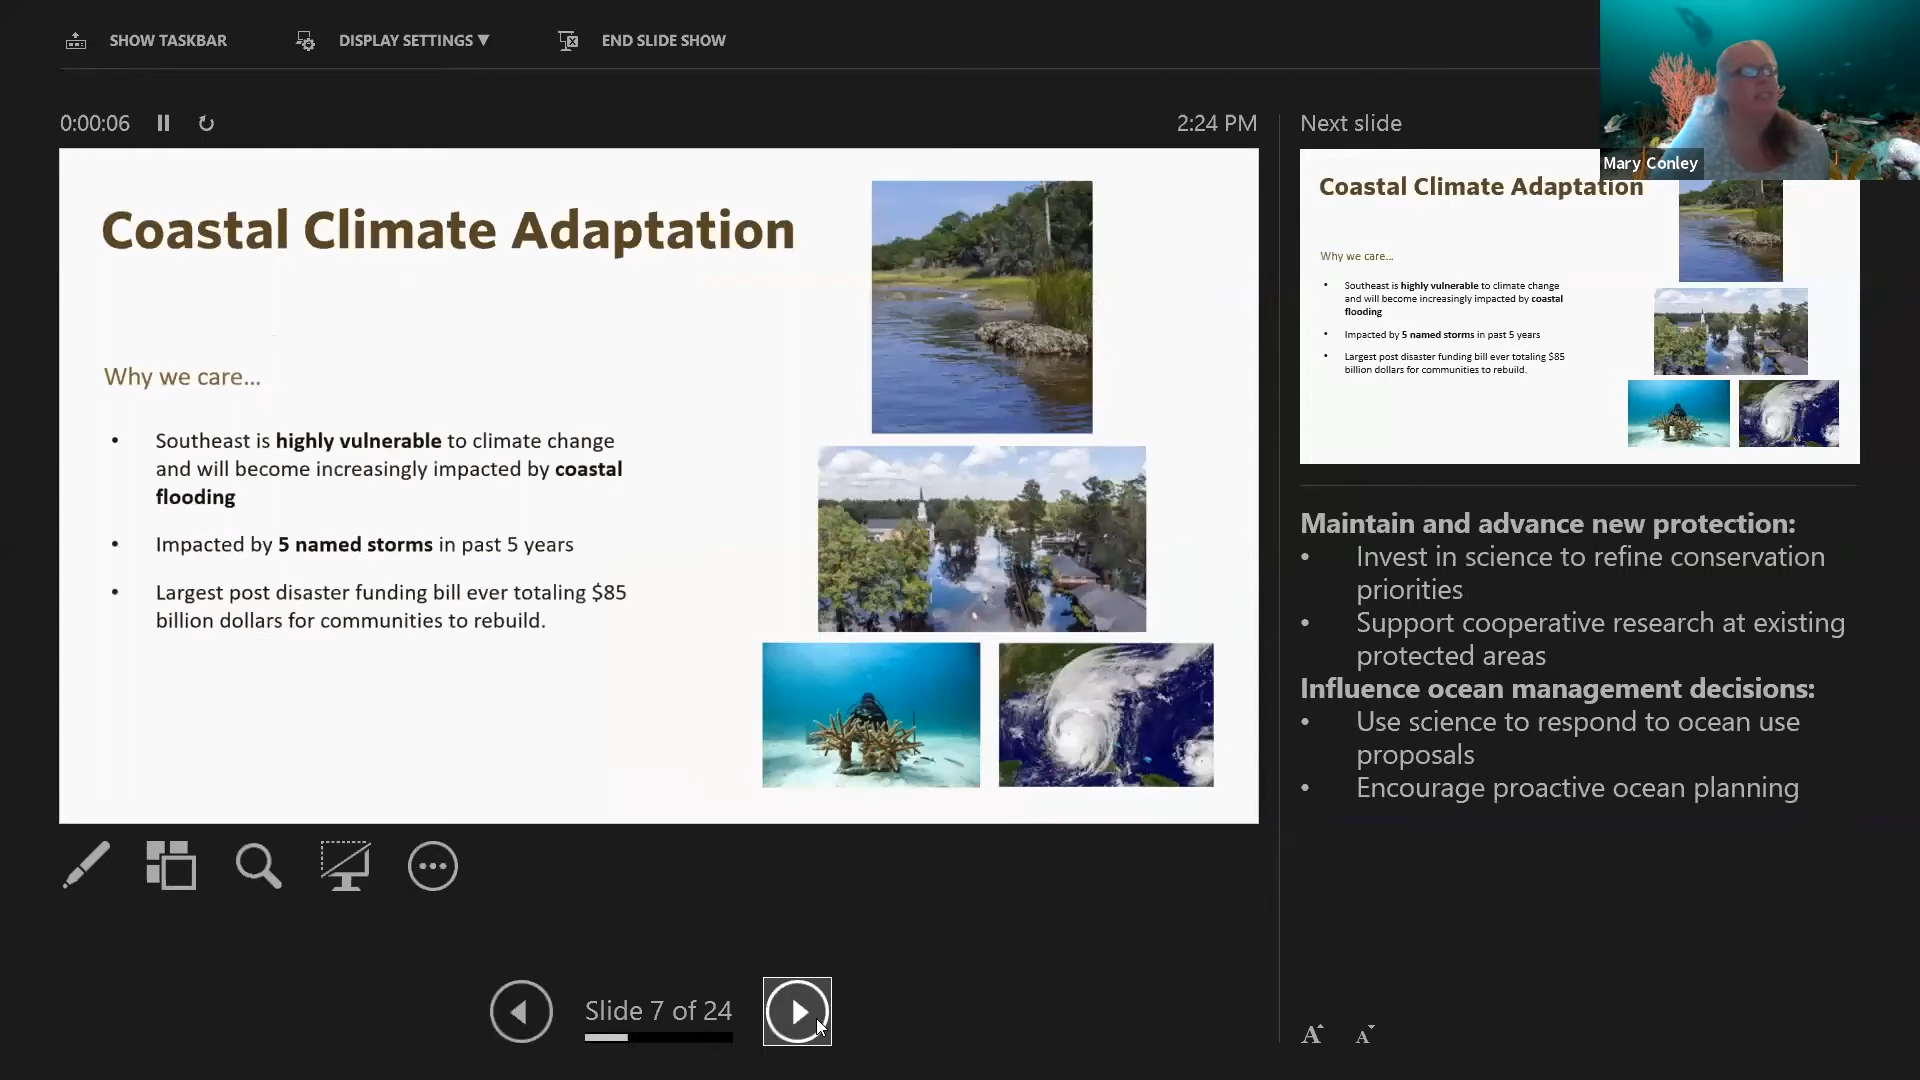 SHOW TASKBAR
DISPLAY SETTINGS ▼
END SLIDE SHOW
0:00:06
2:24 PM
Coastal Climate Adaptation
Why we care...
• Southeast is highly vulnerable to climate change
and will become increasingly impacted by coastal
flooding
• Impacted by 5 named storms in past 5 years
• Largest post disaster funding bill ever totaling $85
billion dollars for communities to rebuild.
Slide 7 of 24
Next slide
Mary Conley
Coastal Climate Adaptation
Why we care...
• Southeast is highly vulnerable to climate change
and will become increasingly impacted by coastal
flooding
• Impacted by 5 named storms in past 5 years
• Largest post disaster funding bill ever totaling $85
billion dollars for communities to rebuild.
Maintain and advance new protection:
• Invest in science to refine conservation
priorities
• Support cooperative research at existing
protected areas
Influence ocean management decisions:
• Use science to respond to ocean use
proposals
• Encourage proactive ocean planning
A A